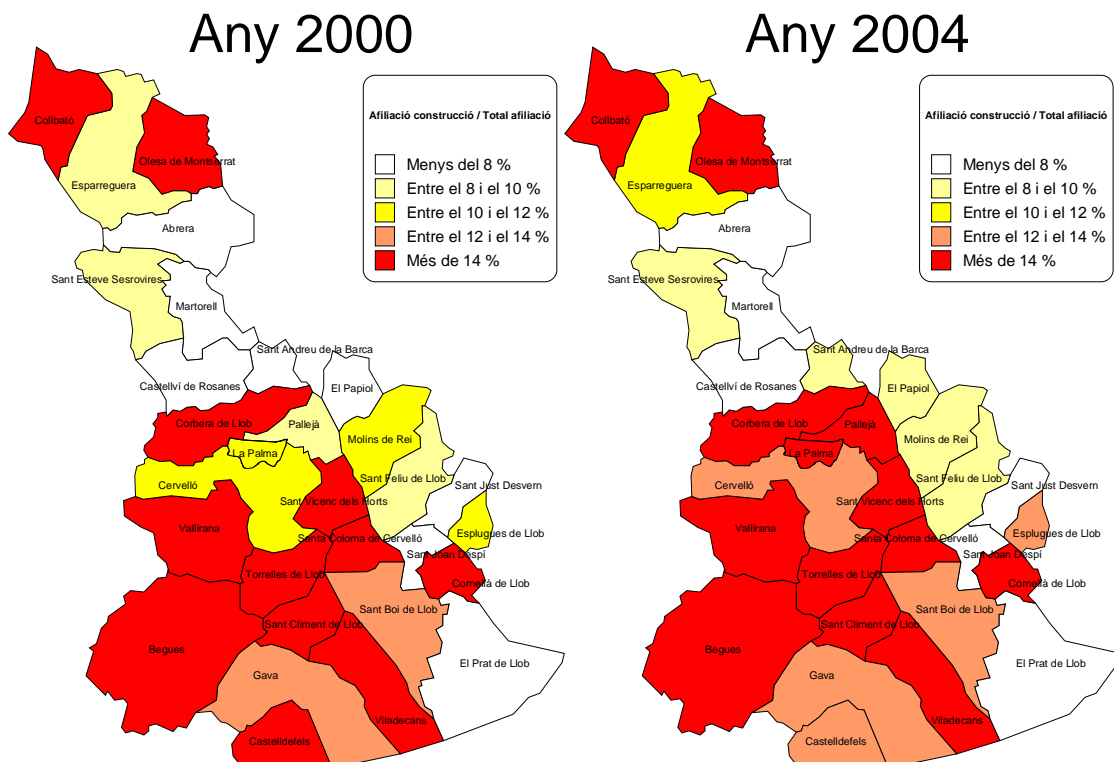 Any 2000
Afiliació construcció / Total afiliació
Menys del 8 %
Entre el 8 i el 10 %
Entre el 10 i el 12 %
Entre el 12 i el 14 %
Més de 14 %
Colibató
Olesa de Montserrat
Esparreguera
Abrera
Sant Esteve Sesrovires
Martorell
Sant Andreu de la Barca
Castellví de Rosanes
El Papiol
Corbera de Llob
Pallejà
Molins de Rei
La Palma
Cervelló
Sant Feliu de Llob
Sant Just Desvern
Sant Vicenc dels Horts
Vallirana
Esplugues de Llob
Santa Coloma de Cervelló
Sant Joan Despí
Torrelles de Llob
Cornellà de Llob
Sant Boi de Llob
Sant Climent de Llob
Begues
El Prat de Llob
Gava
Viladecans
Castelldefels
Any 2004
Afiliació construcció / Total afiliació
Menys del 8 %
Entre el 8 i el 10 %
Entre el 10 i el 12 %
Entre el 12 i el 14 %
Més de 14 %
Colibató
Olesa de Montserrat
Esparreguera
Abrera
Sant Esteve Sesrovires
Martorell
Sant Andreu de la Barca
Castellví de Rosanes
El Papiol
Corbera de Llob
Pallejà
Molins de Rei
La Palma
Cervelló
Sant Feliu de Llob
Sant Just Desvern
Sant Vicenc dels Horts
Vallirana
Esplugues de Llob
Santa Coloma de Cervelló
Sant Joan Despí
Torrelles de Llob
Cornellà de Llob
Sant Boi de Llob
Sant Climent de Llob
Begues
El Prat de Llob
Gava
Viladecans
Castelldefels